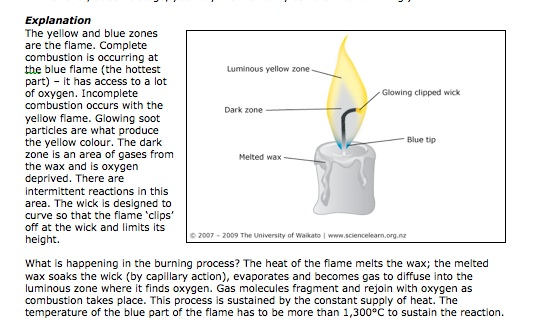 Explanation
The yellow and blue zones
are the flame. Complete
combustion is occurring at
the blue flame (the hottest
part) – it has access to a lot
of oxygen. Incomplete
combustion occurs with the
yellow flame. Glowing soot
particles are what produce
the yellow colour. The dark
zone is an area of gases from
the wax and is oxygen
deprived. There are
intermittent reactions in this
area. The wick is designed to
curve so that the flame ‘clips’
off at the wick and limits its
height.
Luminous yellow zone
Glowing clipped wick
Dark zone
Blue tip
Melted wax
© 2007 – 2009 The University of Waikato | www.sciencelearn.org.nz
What is happening in the burning process? The heat of the flame melts the wax; the melted
wax soaks the wick (by capillary action), evaporates and becomes gas to diffuse into the
luminous zone where it finds oxygen. Gas molecules fragment and rejoin with oxygen as
combustion takes place. This process is sustained by the constant supply of heat. The
temperature of the blue part of the flame has to be more than 1,300°C to sustain the reaction.